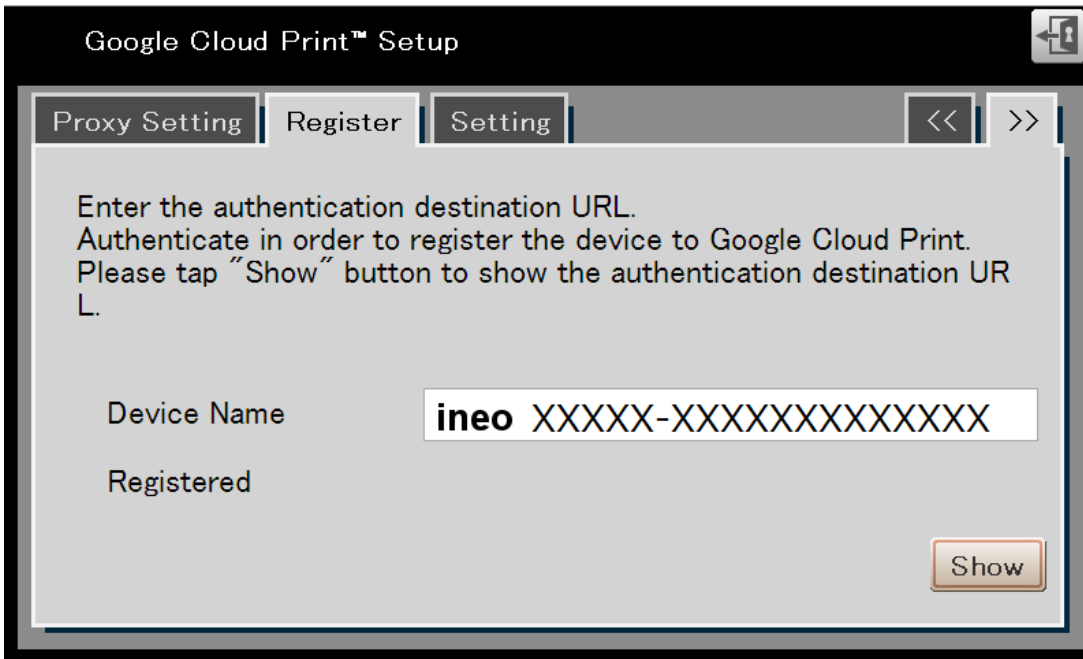 Google Cloud Print™ Setup
Proxy Setting Register Setting << >>
Enter the authentication destination URL.
Authenticate in order to register the device to Google Cloud Print.
Please tap "Show" button to show the authentication destination UR
L.
Device Name ineo XXXXX-XXXXXXXXXXXXX
Registered
Show